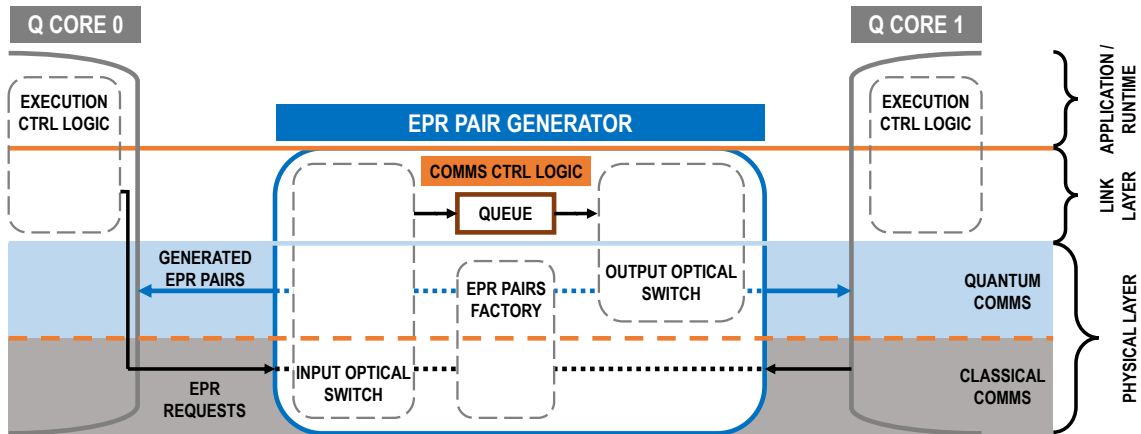 Q CORE 0
Q CORE 1
EXECUTION
CTRL LOGIC
EXECUTION
CTRL LOGIC
APPLICATION /
RUNTIME
EPR PAIR GENERATOR
COMMS CTRL LOGIC
QUEUE
LINK
LAYER
GENERATED
EPR PAIRS
EPR PAIRS
FACTORY
OUTPUT OPTICAL
SWITCH
QUANTUM
COMMS
PHYSICAL LAYER
EPR
REQUESTS
INPUT OPTICAL
SWITCH
CLASSICAL
COMMS